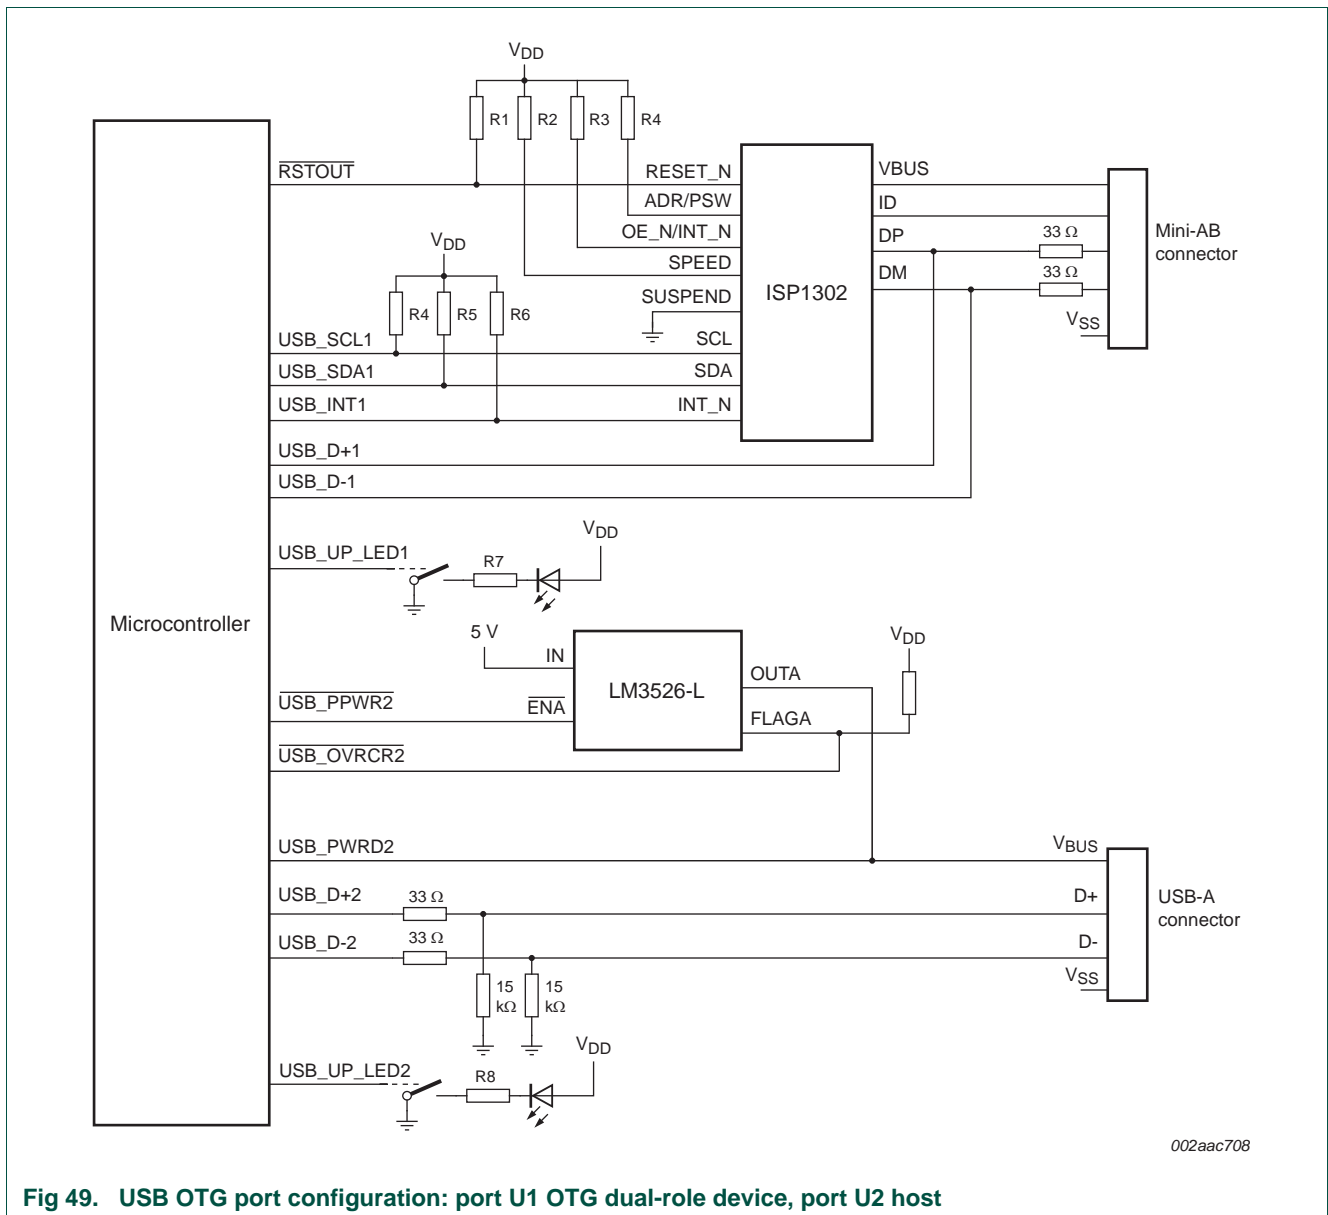 VDD
R1 R2 R3 R4
RSTOUT
RESET_N
ADR/PSW
OE_N/INT_N
SPEED
SUSPEND
SCL
SDA
INT_N
ISP1302
VBUS
ID
DP
DM
33 Ω
33 Ω
VSS
Mini-AB
connector
VDD
R4 R5 R6
USB_SCL1
USB_SDA1
USB_INT1
USB_D+1
USB_D-1
USB_UP_LED1
R7
VDD
Microcontroller
5 V
IN
ENA
LM3526-L
OUTA
FLAGA
VDD
USB_PPWR2
USB_OVRCR2
USB_PWRD2
USB_D+2
33 Ω
USB_D-2
33 Ω
15
kΩ
15
kΩ
VBUS
D+
D-
VSS
USB-A
connector
USB_UP_LED2
R8
VDD
002aac708
Fig 49. USB OTG port configuration: port U1 OTG dual-role device, port U2 host